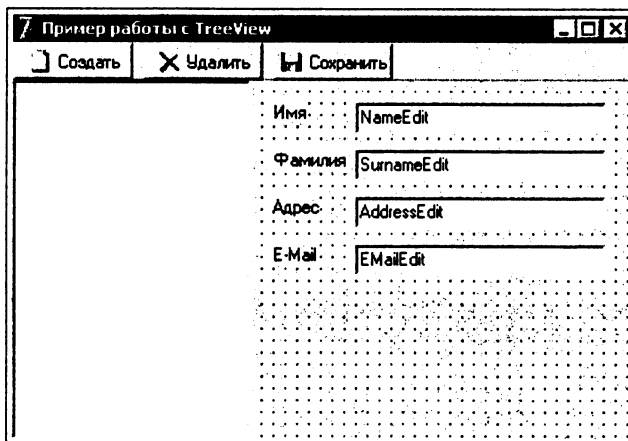 Пример работы с TreeView
Создать Удалить Сохранить
Имя NameEdit
Фамилия SurnameEdit
Адрес AddressEdit
E-Mail EMailEdit